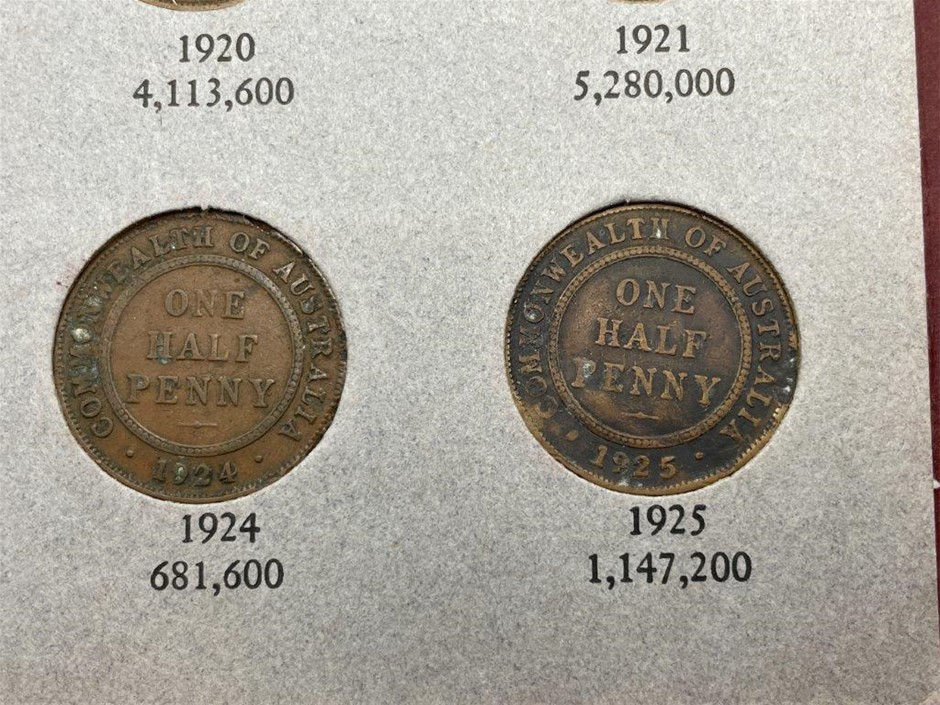 1920
4,113,600
1921
5,280,000
COMMONWEALTH OF AUSTRALIA
ONE
HALF
PENNY
· 1924 ·
1924
681,600
COMMONWEALTH OF AUSTRALIA
ONE
HALF
PENNY
· 1925 ·
1925
1,147,200